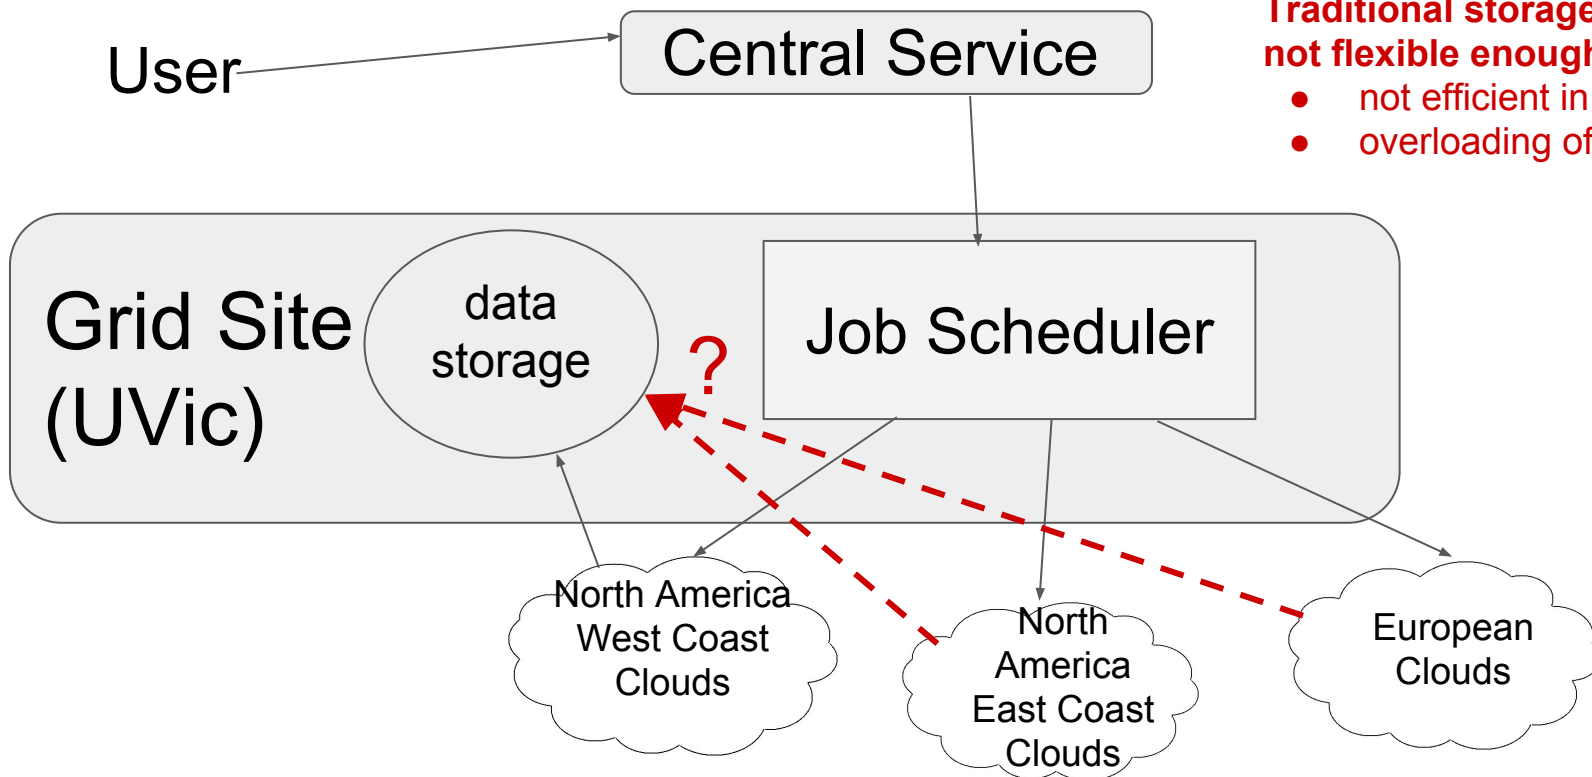 User
Central Service
Traditional storage
not flexible enough
● not efficient in
● overloading of
Grid Site
(UVic)
data
storage
?
Job Scheduler
North America
West Coast
Clouds
North
America
East Coast
Clouds
European
Clouds